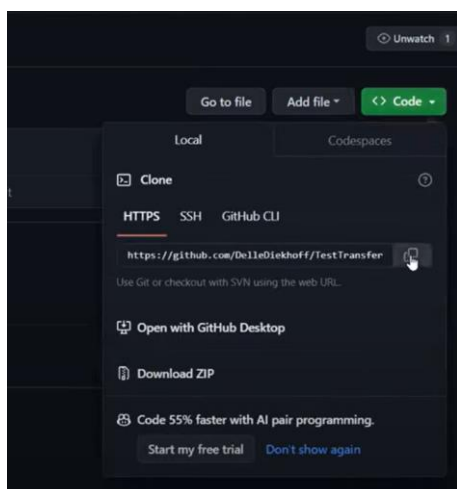 Unwatch 1
Go to file Add file <> Code
Local Codespaces
Clone
HTTPS SSH GitHub CLI
https://github.com/DelleDiekhoff/TestTransfer
Use Git or checkout with SVN using the web URL.
Open with GitHub Desktop
Download ZIP
Code 55% faster with AI pair programming.
Start my free trial Don't show again